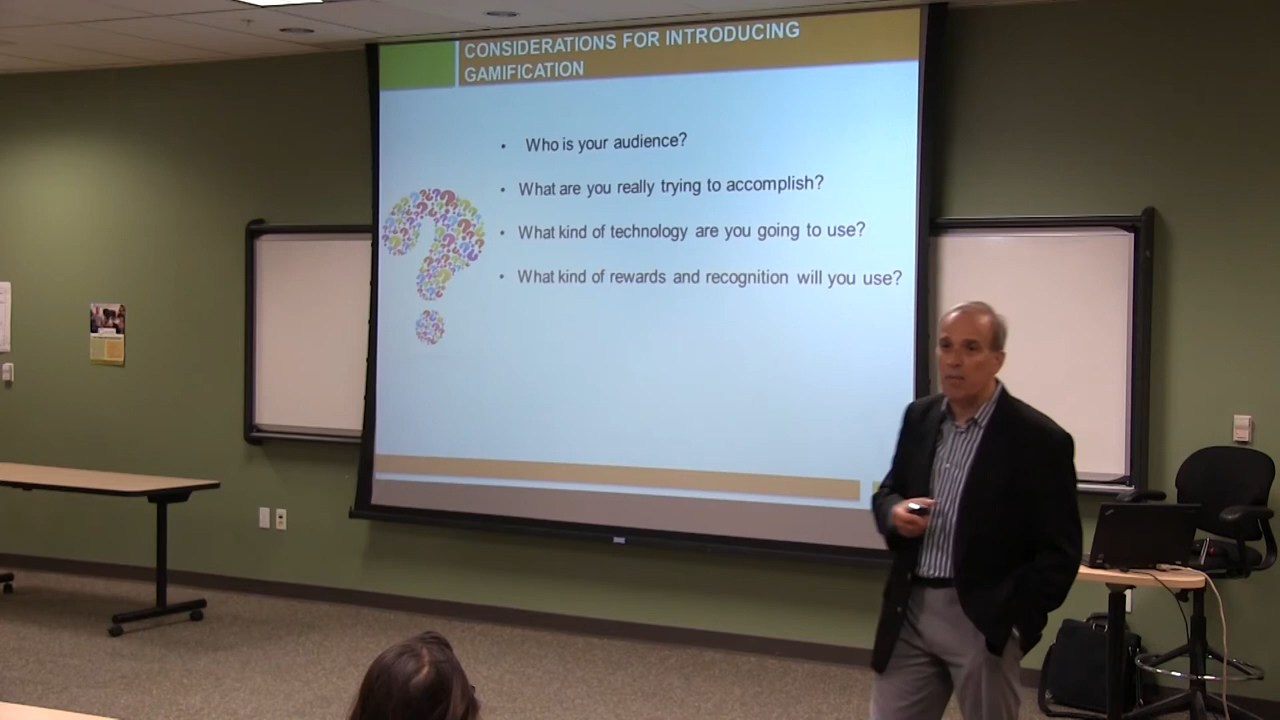 CONSIDERATIONS FOR INTRODUCING
GAMIFICATION
• Who is your audience?
• What are you really trying to accomplish?
• What kind of technology are you going to use?
• What kind of rewards and recognition will you use?